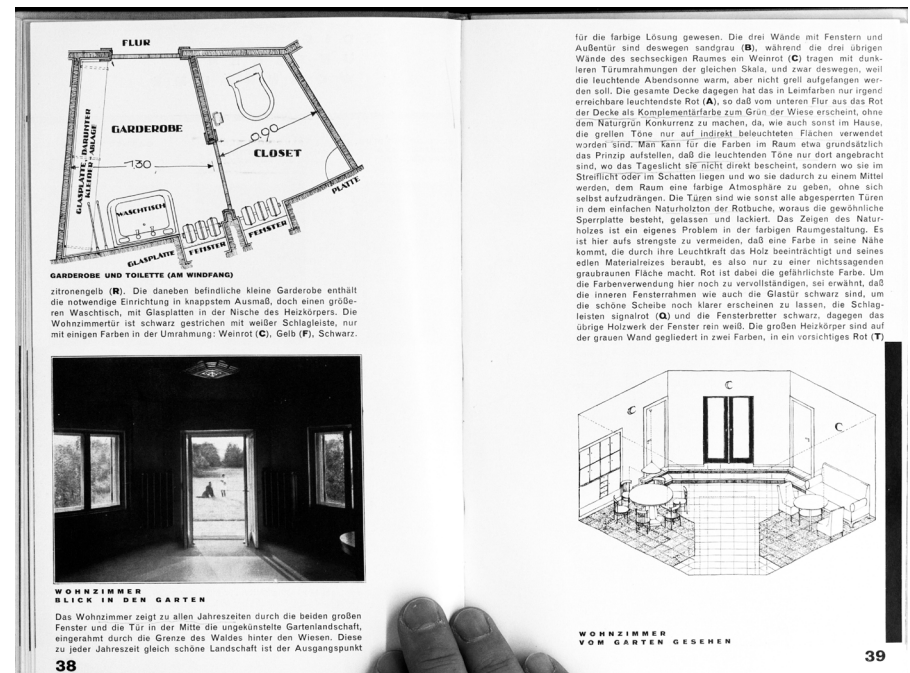 FLUR
GLASPLATTE, DARUNTER
KLEIDER-ABLAGE
GARDEROBE
0,90
CLOSET
1,30
WASCHTISCH
PLATTE
GLASPLATTE
FENSTER
FENSTER
GARDEROBE UND TOILETTE (AM WINDFANG)
zitronengelb (R). Die daneben befindliche kleine Garderobe enthält
die notwendige Einrichtung in knappstem Ausmaß, doch einen größe-
ren Waschtisch, mit Glasplatten in der Nische des Heizkörpers. Die
Wohnzimmertür ist schwarz gestrichen mit weißer Schlagleiste, nur
mit einigen Farben in der Umrahmung: Weinrot (C), Gelb (F), Schwarz.
WOHNZIMMER
BLICK IN DEN GARTEN
Das Wohnzimmer zeigt zu allen Jahreszeiten durch die beiden großen
Fenster und die Tür in der Mitte die ungekünstelte Gartenlandschaft,
eingerahmt durch die Grenze des Waldes hinter den Wiesen. Diese
zu jeder Jahreszeit gleich schöne Landschaft ist der Ausgangspunkt
38
für die farbige Lösung gewesen. Die drei Wände mit Fenstern und
Außentür sind deswegen sandgrau (B), während die drei übrigen
Wände des sechseckigen Raumes ein Weinrot (C) tragen mit dunk-
leren Türumrahmungen der gleichen Skala, und zwar deswegen, weil
die leuchtende Abendsonne warm, aber nicht grell aufgefangen wer-
den soll. Die gesamte Decke dagegen hat das in Leimfarben nur irgend
erreichbare leuchtendste Rot (A), so daß vom unteren Flur aus das Rot
der Decke als Komplementärfarbe zum Grün der Wiese erscheint, ohne
dem Naturgrün Konkurrenz zu machen, da, wie auch sonst im Hause,
die grellen Töne nur auf indirekt beleuchteten Flächen verwendet
worden sind. Man kann für die Farben im Raum etwa grundsätzlich
das Prinzip aufstellen, daß die leuchtenden Töne nur dort angebracht
sind, wo das Tageslicht sie nicht direkt bescheint, sondern wo sie im
Streiflicht oder im Schatten liegen und wo sie dadurch zu einem Mittel
werden, dem Raum eine farbige Atmosphäre zu geben, ohne sich
selbst aufzudrängen. Die Türen sind wie sonst alle abgesperrten Türen
in dem einfachen Naturholzton der Rotbuche, woraus die gewöhnliche
Sperrplatte besteht, gelassen und lackiert. Das Zeigen des Natur-
holzes ist ein eigenes Problem in der farbigen Raumgestaltung. Es
ist hier aufs strengste zu vermeiden, daß eine Farbe in seine Nähe
kommt, die durch ihre Leuchtkraft das Holz beeinträchtigt und seines
edlen Materialreizes beraubt, es also nur zu einer nichtssagenden
graubraunen Fläche macht. Rot ist dabei die gefährlichste Farbe. Um
die Farbenverwendung hier noch zu vervollständigen, sei erwähnt, daß
die inneren Fensterrahmen wie auch die Glastür schwarz sind, um
die schöne Scheibe noch klarer erscheinen zu lassen, die Schlag-
leisten signalrot (Q) und die Fensterbretter schwarz, dagegen das
übrige Holzwerk der Fenster rein weiß. Die großen Heizkörper sind auf
der grauen Wand gegliedert in zwei Farben, in ein vorsichtiges Rot (T)
C
C
C
WOHNZIMMER
VOM GARTEN GESEHEN
39